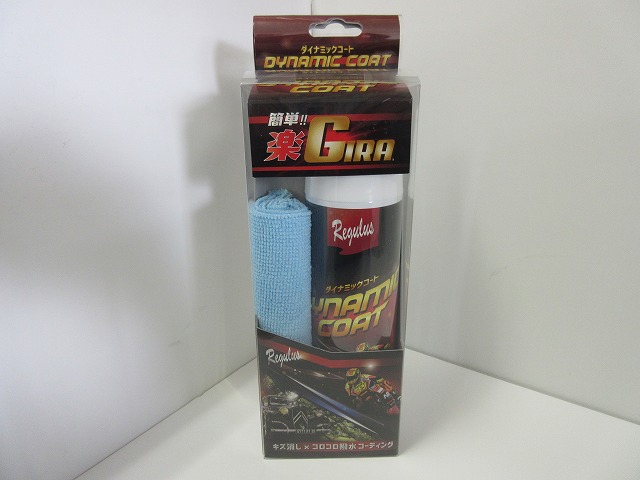 ダイナミックコート
DYNAMIC COAT
COAT
簡単!!
楽GIRA
Regulus
ダイナミックコート
DYNAMIC
COAT
Regulus
キズ消し×コロコロ撥水コーティング